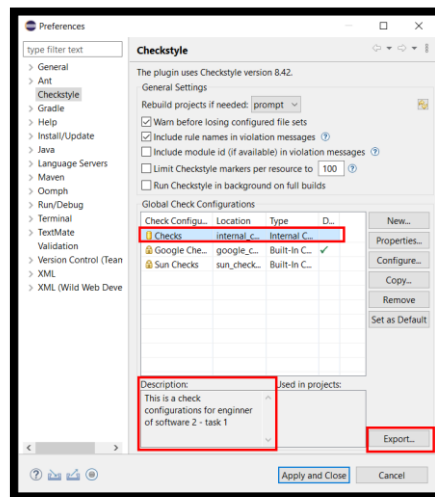 Preferences
type filter text
General
Ant
Checkstyle
Gradle
Help
Install/Update
Java
Language Servers
Maven
Oomph
Run/Debug
Terminal
TextMate
Validation
Version Control (Tean
XML
XML (Wild Web Deve
Checkstyle
The plugin uses Checkstyle version 8.42.
General Settings
Rebuild projects if needed: prompt
Warn before losing configured file sets
Include rule names in violation messages
Include module id (if available) in violation messages
Limit Checkstyle markers per resource to 100
Run Checkstyle in background on full builds
Global Check Configurations
Check Configu... Location Type D...
Checks internal_c... Internal C...
Google Che... google_c... Built-In C...
Sun Checks sun_check... Built-In C...
New...
Properties...
Configure...
Copy...
Remove
Set as Default
Description:
This is a check
configurations for enginner
of software 2 - task 1
Used in projects:
Export...
Apply and Close
Cancel